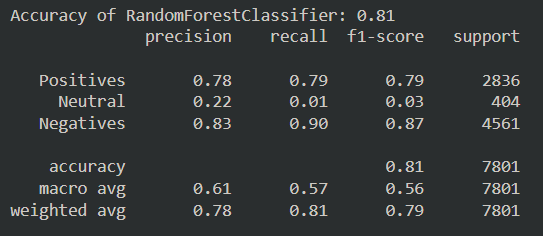 Accuracy of RandomForestClassifier: 0.81
precision recall f1-score support
Positives 0.78 0.79 0.79 2836
Neutral 0.22 0.01 0.03 404
Negatives 0.83 0.90 0.87 4561
accuracy 0.81 7801
macro avg 0.61 0.57 0.56 7801
weighted avg 0.78 0.81 0.79 7801